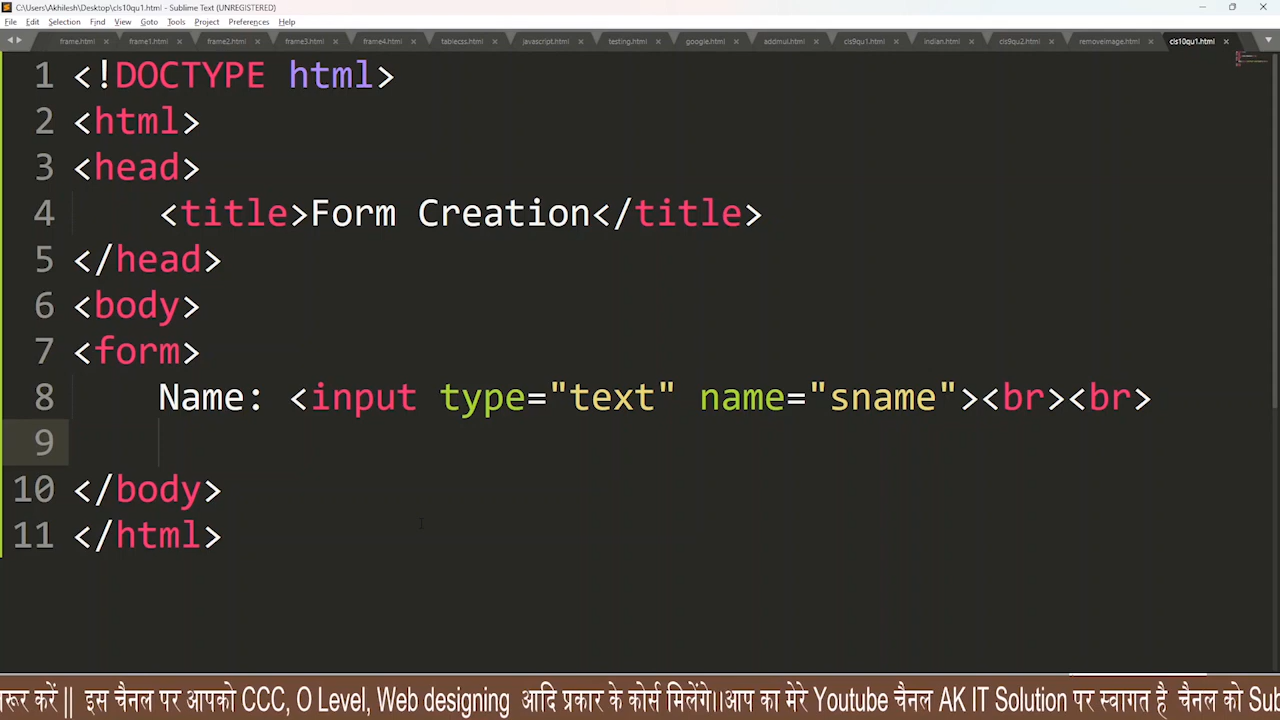 C:\Users\Akhilesh\Desktop\cls10qu1.html - Sublime Text (UNREGISTERED)
File Edit Selection Find View Goto Tools Project Preferences Help
frame.html frame1.html frame2.html frame3.html frame4.html tablecss.html javascript.html testing.html google.html addmul.html cls9qu1.html indian.html cls9qu2.html removeimage.html cls10qu1.html
1 <!DOCTYPE html>
2 <html>
3 <head>
4 <title>Form Creation</title>
5 </head>
6 <body>
7 <form>
8 Name: <input type="text" name="sname"><br><br>
9
10 </body>
11 </html>
जरूर करें || इस चैनल पर आपको CCC, O Level, Web designing आदि प्रकार के कोर्स मिलेंगे।।आप का मेरे Youtube चैनल AK IT Solution पर स्वागत है चैनल को Sub